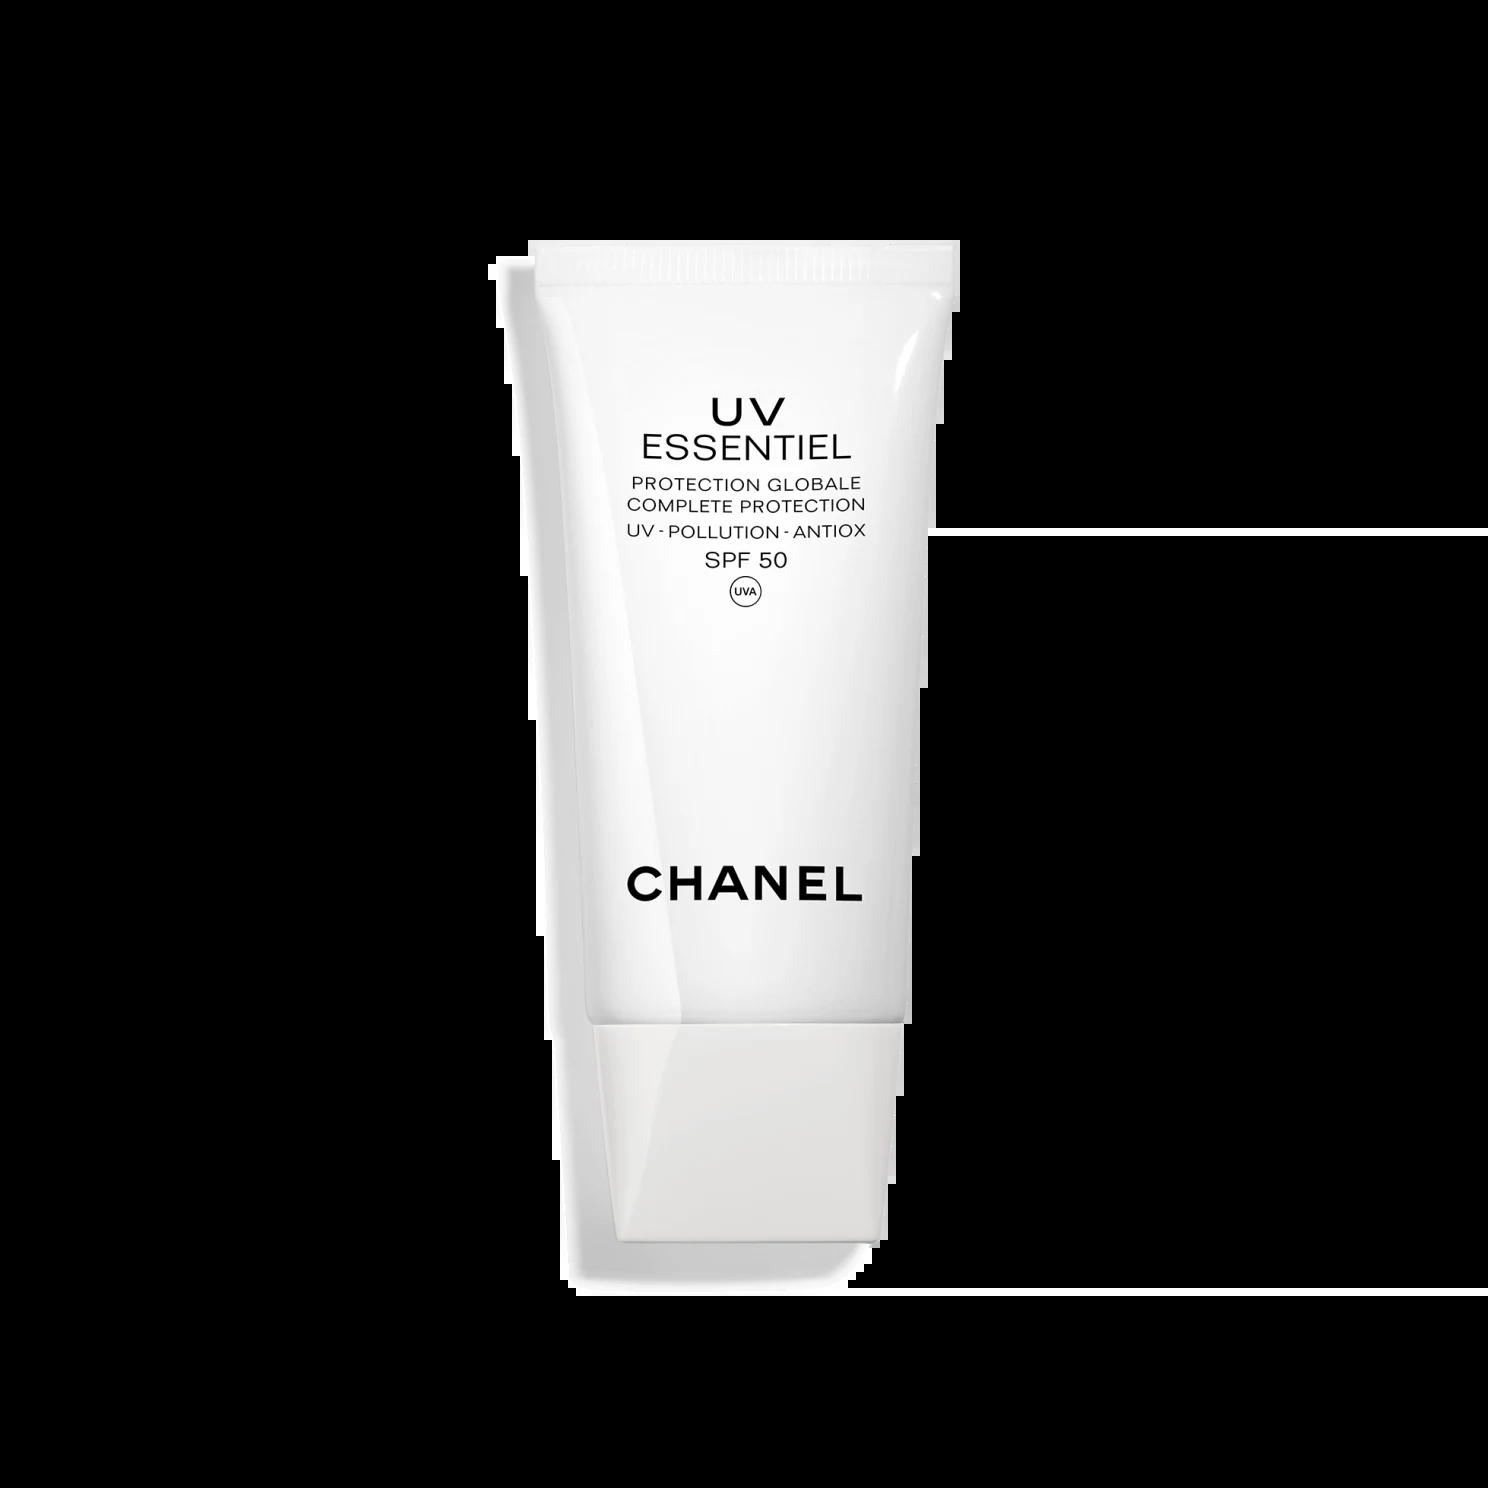 UV
ESSENTIEL
PROTECTION GLOBALE
COMPLETE PROTECTION
UV - POLLUTION - ANTIOX
SPF 50
UVA
CHANEL